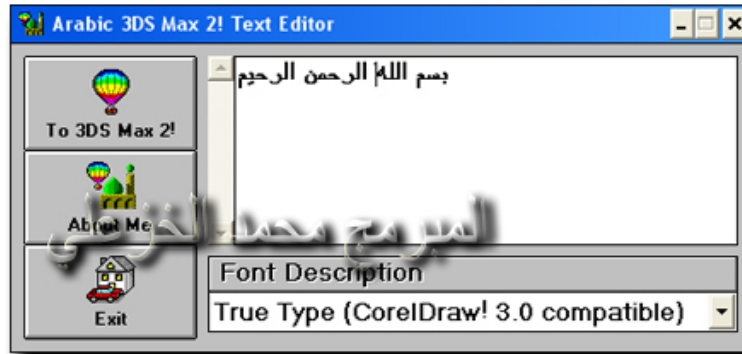 Arabic 3DS Max 2! Text Editor
To 3DS Max 2!
بسم الله الرحمن الرحيم
About Me
المبرمج محمد الخزعلي
Exit
Font Description
True Type (CorelDraw! 3.0 compatible)